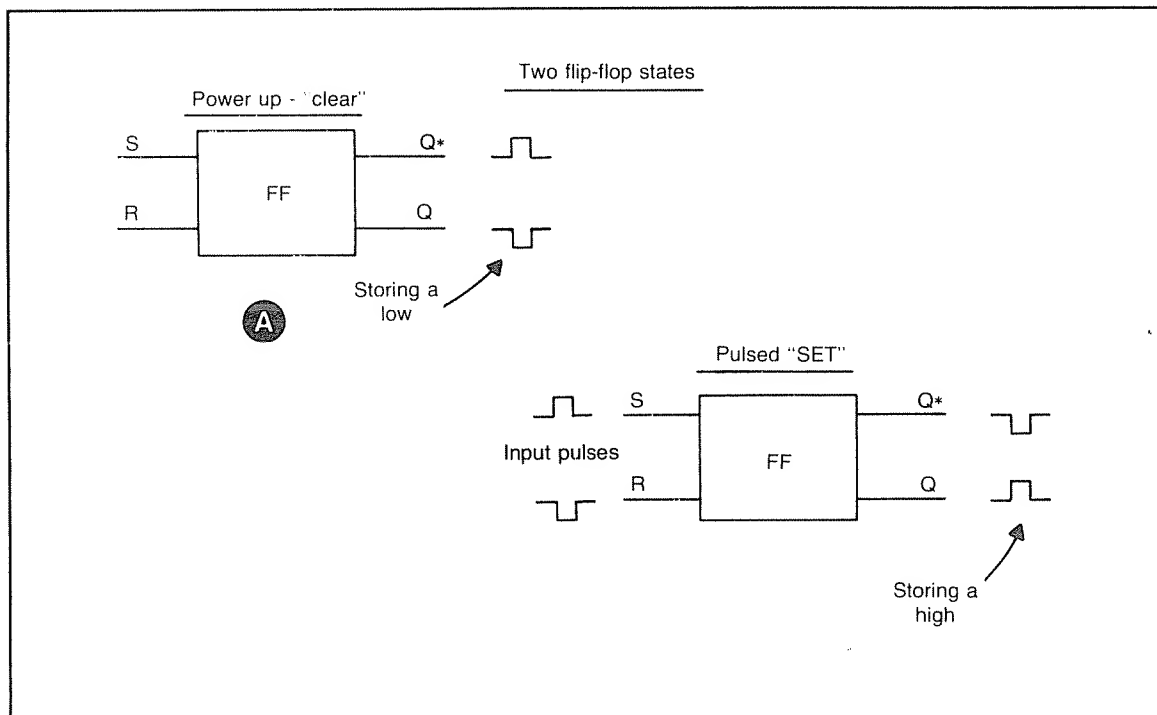 Two flip-flop states
Power up - "clear"
S
Q*
FF
R
Q
Storing a
low
A
Pulsed "SET"
S
Q*
Input pulses
FF
R
Q
Storing a
high